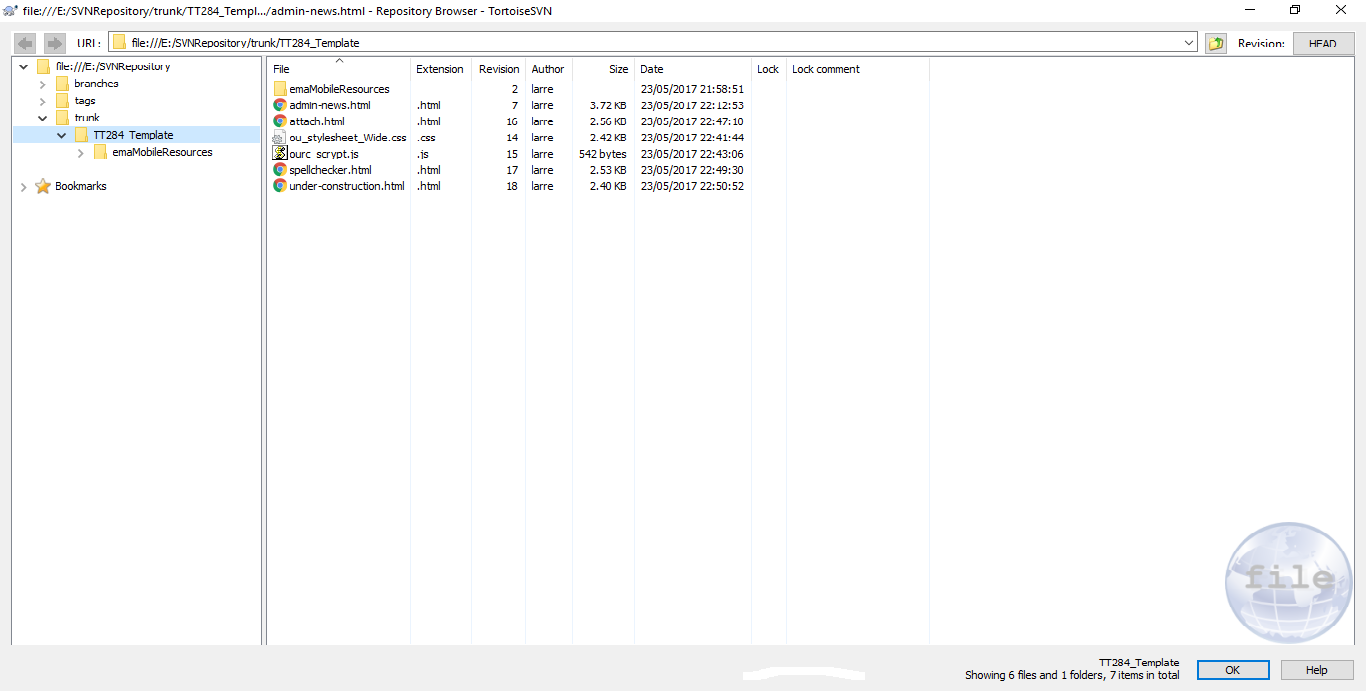 file:///E:/SVNRepository/trunk/TT284_Templ.../admin-news.html - Repository Browser - TortoiseSVN
URL: file:///E:/SVNRepository/trunk/TT284_Template Revision: HEAD
file:///E:/SVNRepository
branches
tags
trunk
TT284_Template
emaMobileResources
Bookmarks
File Extension Revision Author Size Date Lock Lock comment
emaMobileResources 2 larre 23/05/2017 21:58:51
admin-news.html .html 7 larre 3.72 KB 23/05/2017 22:12:53
attach.html .html 16 larre 2.56 KB 23/05/2017 22:47:10
ou_stylesheet_Wide.css .css 14 larre 2.42 KB 23/05/2017 22:41:44
ourc_scrypt.js .js 15 larre 542 bytes 23/05/2017 22:43:06
spellchecker.html .html 17 larre 2.53 KB 23/05/2017 22:49:30
under-construction.html .html 18 larre 2.40 KB 23/05/2017 22:50:52
file
TT284_Template
Showing 6 files and 1 folders, 7 items in total
OK Help